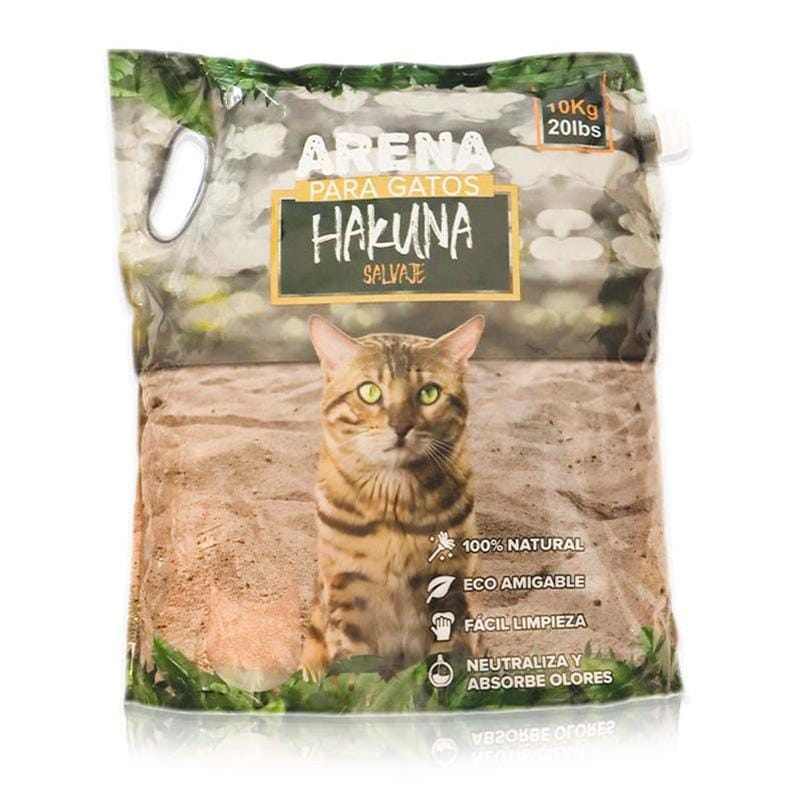 10Kg
20lbs
ARENA
PARA GATOS
HAKUNA
SALVAJE
100% NATURAL
ECO AMIGABLE
FÁCIL LIMPIEZA
NEUTRALIZA Y
ABSORBE OLORES